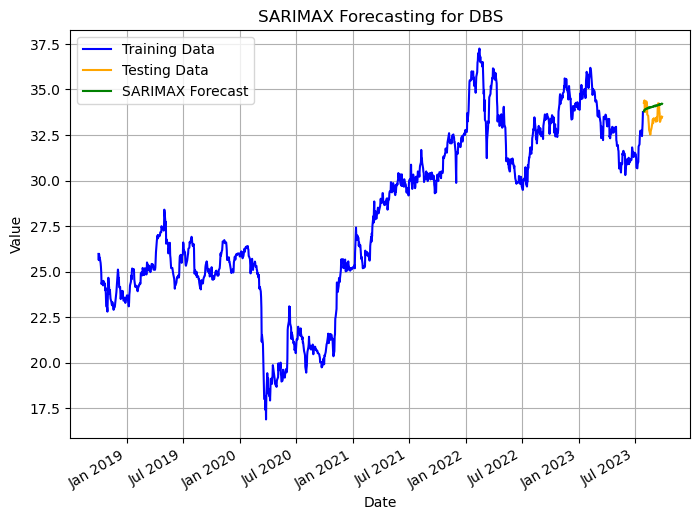 SARIMAX Forecasting for DBS
Training Data
Testing Data
SARIMAX Forecast
37.5
35.0
32.5
30.0
27.5
25.0
22.5
20.0
17.5
Value
Jan 2019
Jul 2019
Jan 2020
Jul 2020
Jan 2021
Jul 2021
Jan 2022
Jul 2022
Jan 2023
Jul 2023
Date